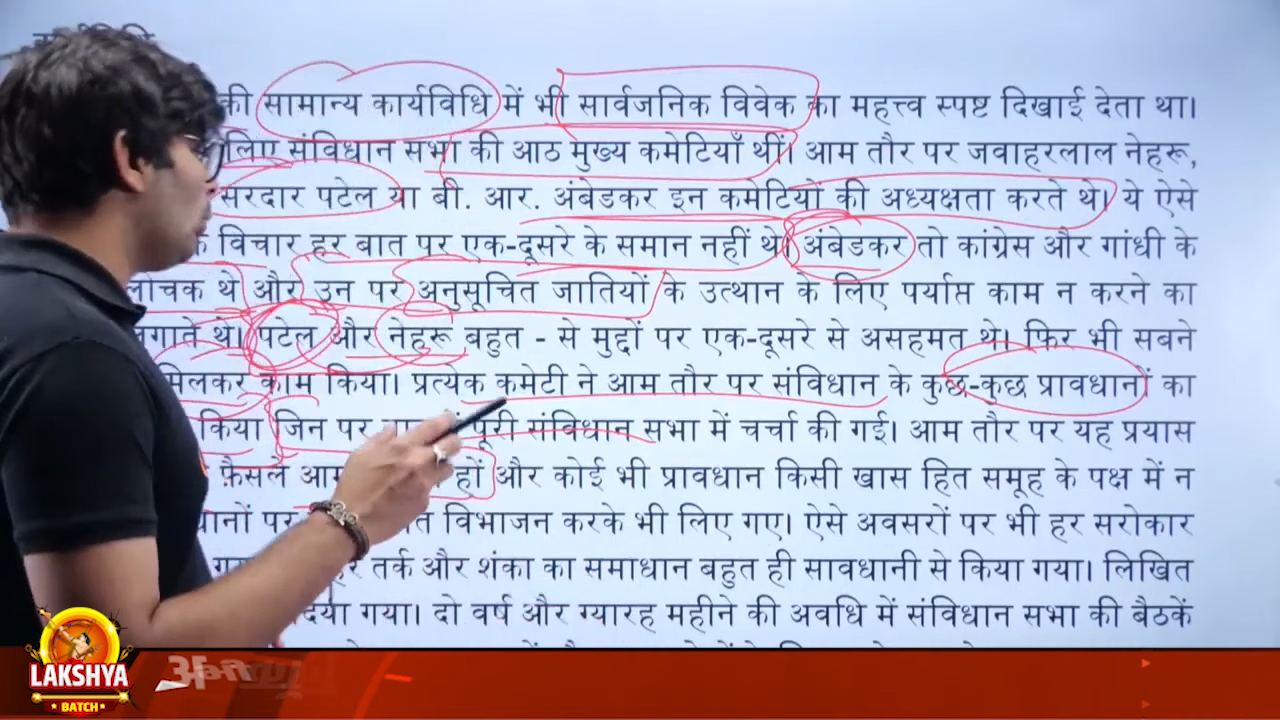 की सामान्य कार्यविधि में भी सार्वजनिक विवेक का महत्त्व स्पष्ट दिखाई देता था।
लिए संविधान सभा की आठ मुख्य कमेटियाँ थीं। आम तौर पर जवाहरलाल नेहरू,
सरदार पटेल या बी. आर. अंबेडकर इन कमेटियों की अध्यक्षता करते थे। ये ऐसे
विचार हर बात पर एक-दूसरे के समान नहीं थे। अंबेडकर तो कांग्रेस और गांधी के
थे और उन पर अनुसूचित जातियों के उत्थान के लिए पर्याप्त काम न करने का
थे। पटेल और नेहरू बहुत - से मुद्दों पर एक-दूसरे से असहमत थे। फिर भी सबने
मिलकर काम किया। प्रत्येक कमेटी ने आम तौर पर संविधान के कुछ-कुछ प्रावधानों का
किया जिन पर पूरी संविधान सभा में चर्चा की गई। आम तौर पर यह प्रयास
फ़ैसले आम हों और कोई भी प्रावधान किसी खास हित समूह के पक्ष में न
पर विभाजन करके भी लिए गए। ऐसे अवसरों पर भी हर सरोकार
तर्क और शंका का समाधान बहुत ही सावधानी से किया गया। लिखित
गया। दो वर्ष और ग्यारह महीने की अवधि में संविधान सभा की बैठकें
LAKSHYA
BATCH